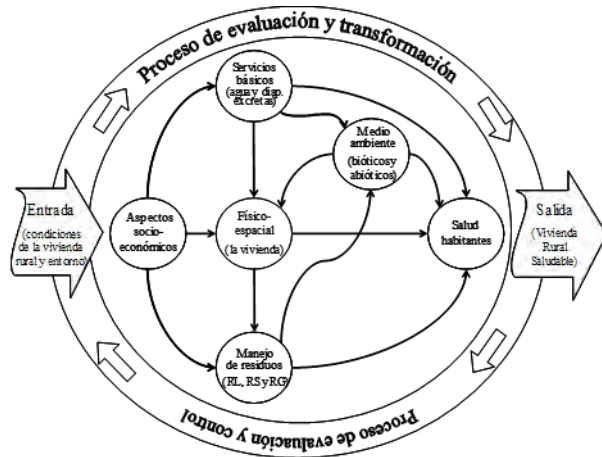 Proceso de evaluación y transformación
Servicios
básicos
(agua y disp.
excretas)
Medio
ambiente
(bióticos y
abióticos)
Entrada
(condiciones
de la vivienda
rural y entorno)
Aspectos
socio-
económicos
Físico-
espacial
(la vivienda)
Salud
habitantes
Salida
(Vivienda
Rural
Saludable)
Manejo
de residuos
(RL, RS y RG)
Proceso de evaluación y control